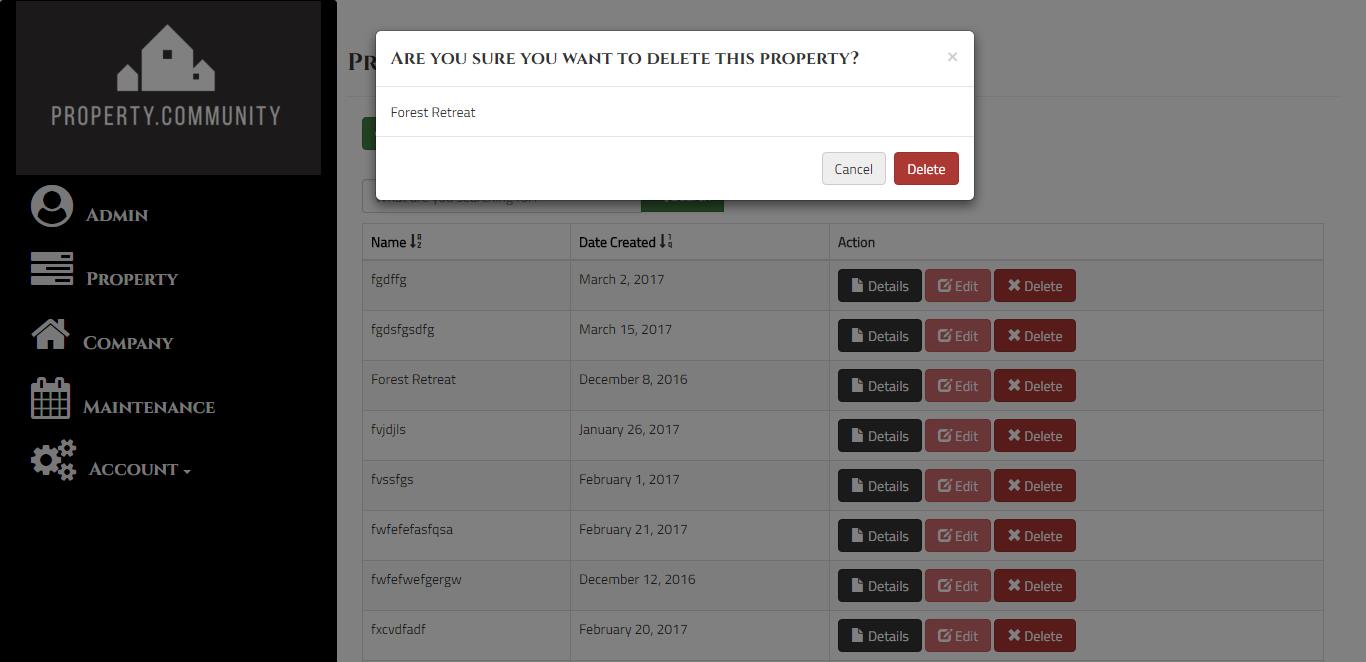 PROPERTY.COMMUNITY
Admin
Property
Company
Maintenance
Account
Are you sure you want to delete this property?
×
Forest Retreat
Cancel
Delete
Name
Date Created
Action
fgdffg March 2, 2017 Details Edit Delete
fgdsfgsdfg March 15, 2017 Details Edit Delete
Forest Retreat December 8, 2016 Details Edit Delete
fvjdjls January 26, 2017 Details Edit Delete
fvssfgs February 1, 2017 Details Edit Delete
fwfefefasfqsa February 21, 2017 Details Edit Delete
fwfefwefgergw December 12, 2016 Details Edit Delete
fxcvdfadf February 20, 2017 Details Edit Delete